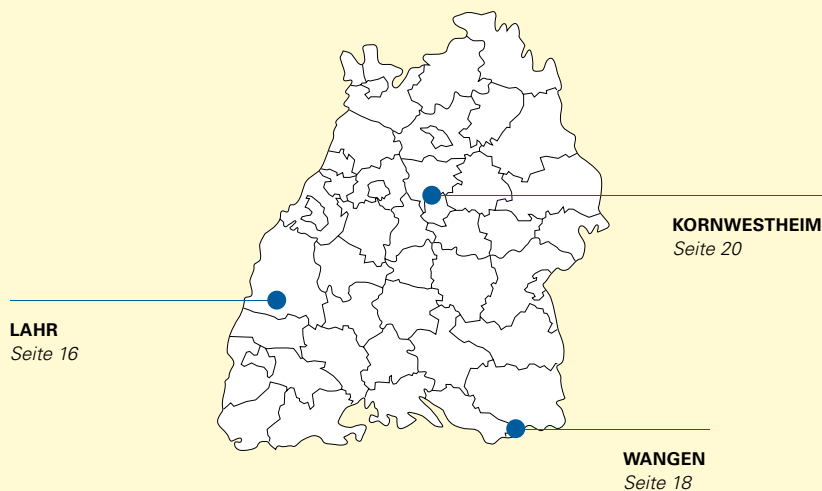 KORNWESTHEIM
Seite 20
LAHR
Seite 16
WANGEN
Seite 18